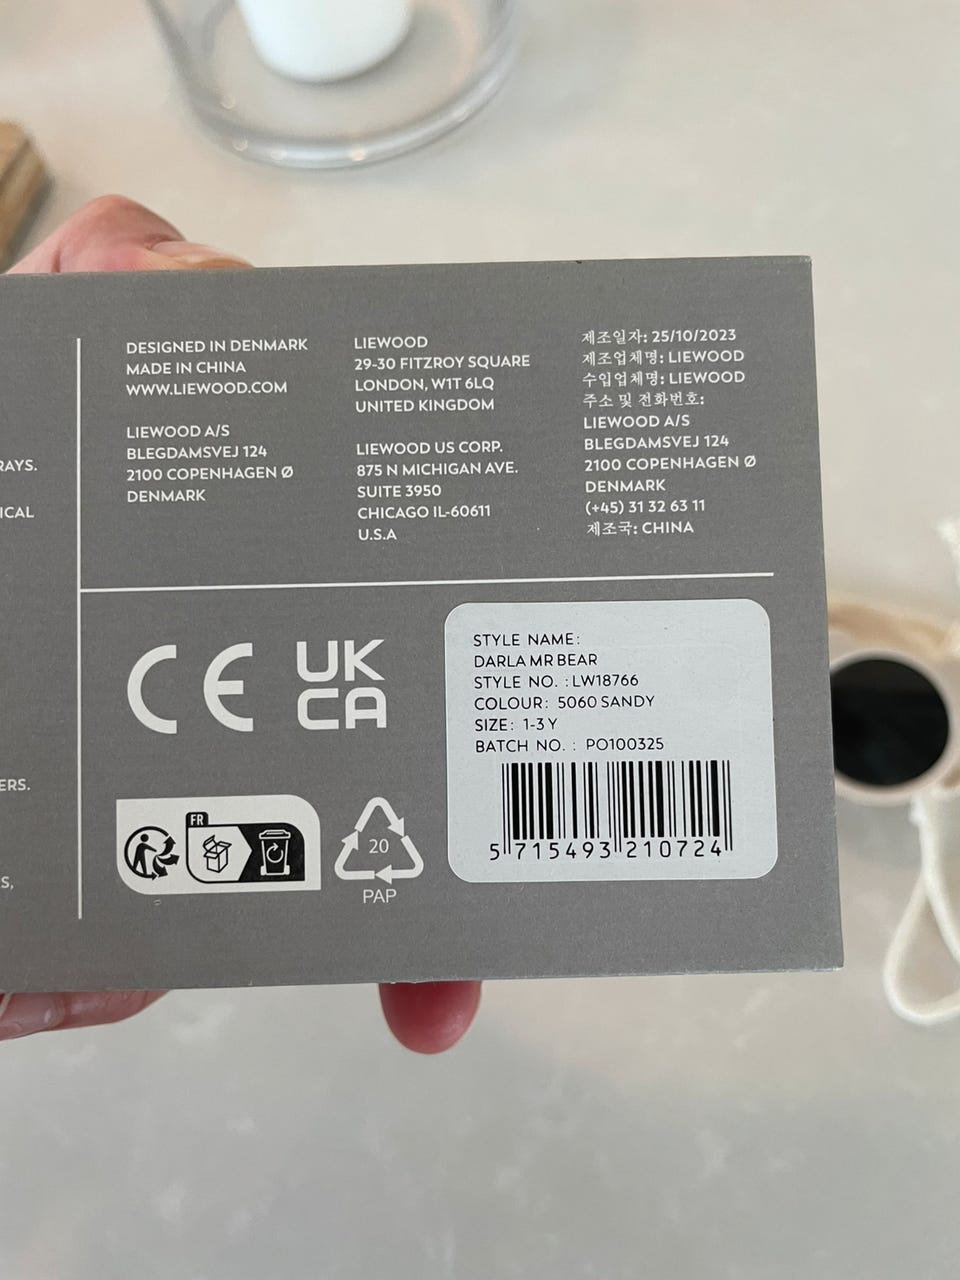 RAYS.
ICAL
ERS.
S,
DESIGNED IN DENMARK
MADE IN CHINA
WWW.LIEWOOD.COM
LIEWOOD A/S
BLEGDAMSVEJ 124
2100 COPENHAGEN Ø
DENMARK
LIEWOOD
29-30 FITZROY SQUARE
LONDON, W1T 6LQ
UNITED KINGDOM
LIEWOOD US CORP.
875 N MICHIGAN AVE.
SUITE 3950
CHICAGO IL-60611
U.S.A
제조일자: 25/10/2023
제조업체명: LIEWOOD
수입업체명: LIEWOOD
주소 및 전화번호:
LIEWOOD A/S
BLEGDAMSVEJ 124
2100 COPENHAGEN Ø
DENMARK
(+45) 31 32 63 11
제조국: CHINA
CE
UK
CA
FR
20
PAP
STYLE NAME:
DARLA MR BEAR
STYLE NO. : LW18766
COLOUR: 5060 SANDY
SIZE: 1-3 Y
BATCH NO. : PO100325
5 715493 210724